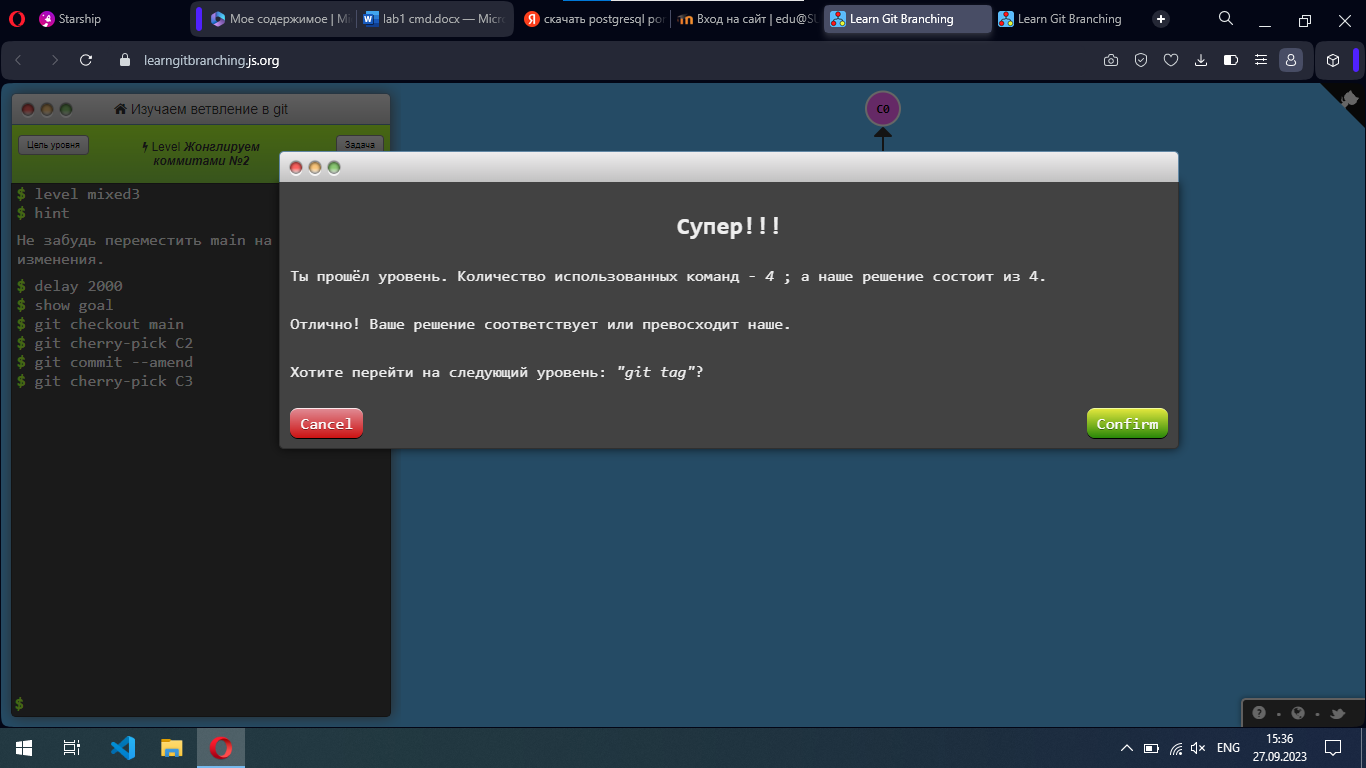 Starship
Мое содержимое | Mi
lab1 cmd.docx — Micro
скачать postgresql por
Вход на сайт | edu@SU
Learn Git Branching
Learn Git Branching
learngitbranching.js.org
Изучаем ветвление в git
Цель уровня
Level Жонглируем
коммитами №2
Задача
C0
$ level mixed3
$ hint
Не забудь переместить main на
изменения.
$ delay 2000
$ show goal
$ git checkout main
$ git cherry-pick C2
$ git commit --amend
$ git cherry-pick C3
$
Супер!!!
Ты прошёл уровень. Количество использованных команд - 4 ; а наше решение состоит из 4.
Отлично! Ваше решение соответствует или превосходит наше.
Хотите перейти на следующий уровень: "git tag"?
Cancel
Confirm
ENG
15:36
27.09.2023